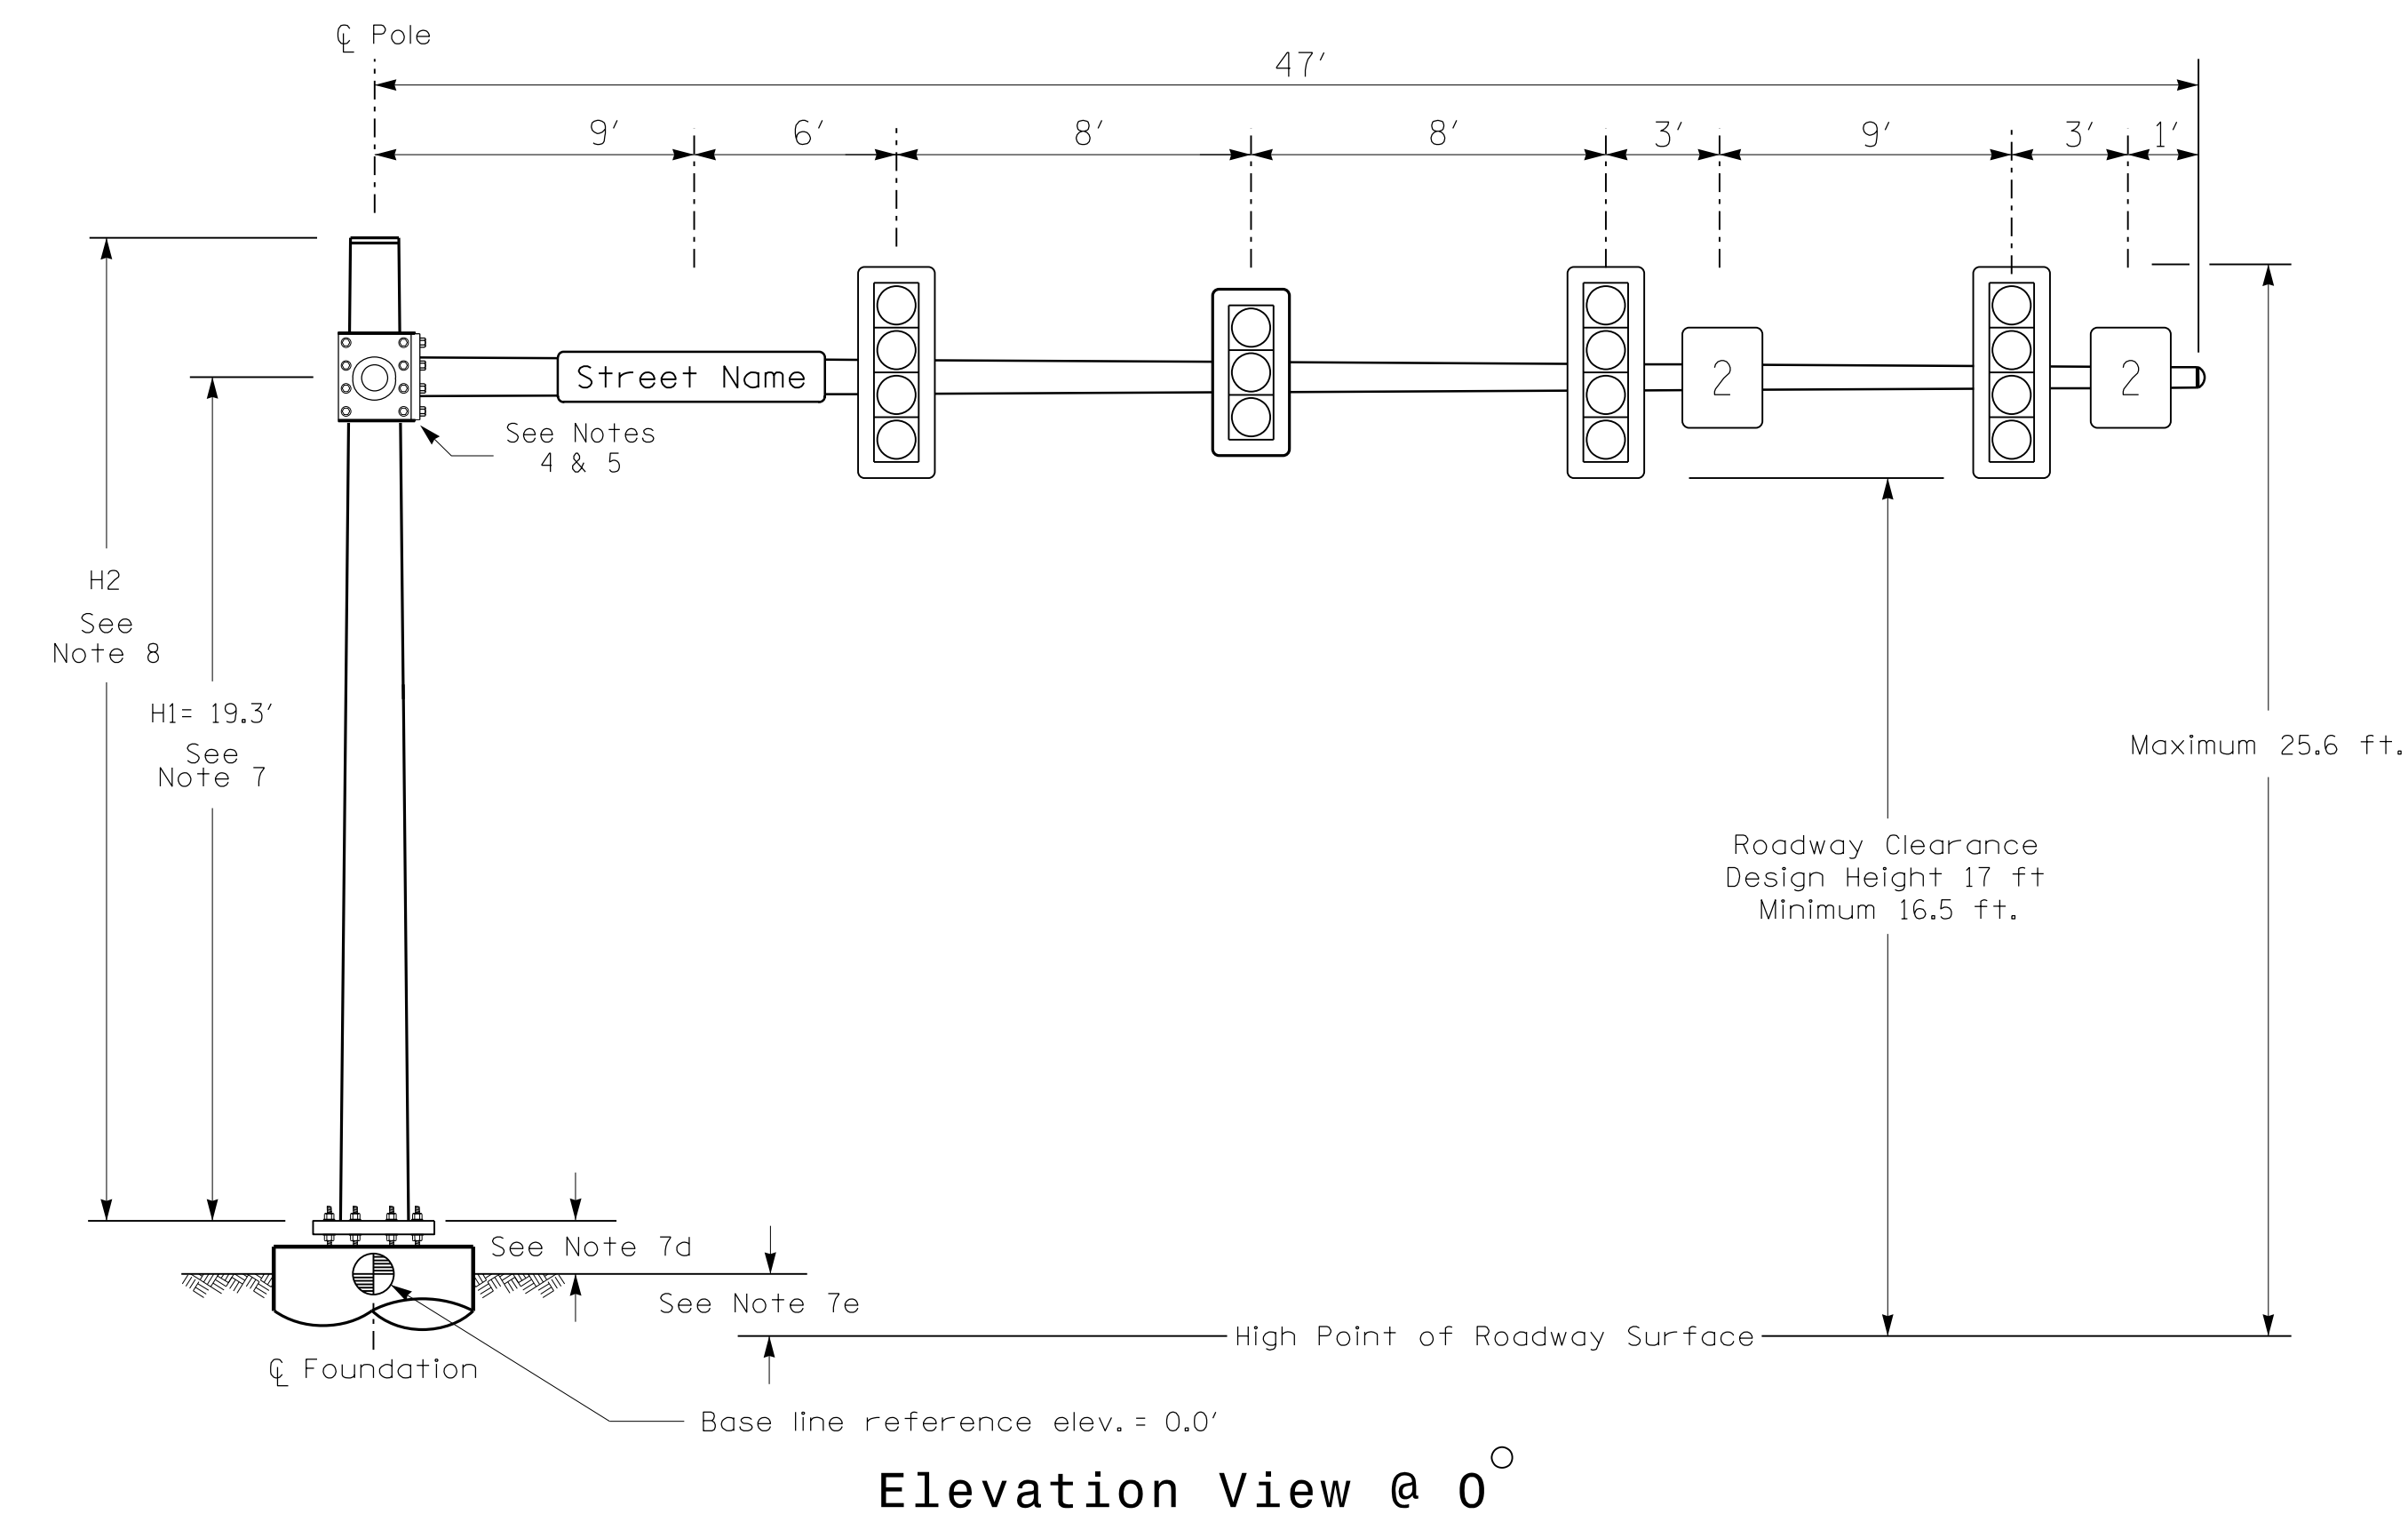 ℄ Pole
47'
9' 6' 8' 8' 3' 9' 3' 1'
Street Name
2
2
See Notes
4 & 5
H2
See
Note 8
H1= 19.3'
See
Note 7
Maximum 25.6 ft.
Roadway Clearance
Design Height 17 ft
Minimum 16.5 ft.
See Note 7d
See Note 7e
High Point of Roadway Surface
℄ Foundation
Base line reference elev. = 0.0'
Elevation View @ 0°